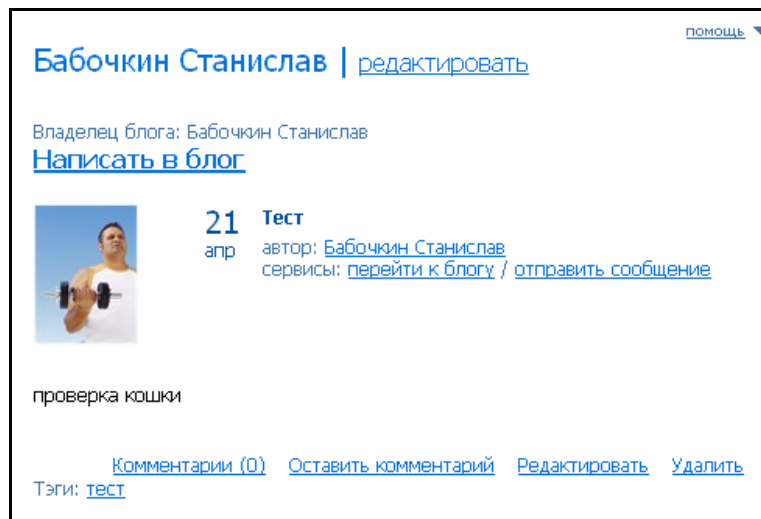 помощь
Бабочкин Станислав | редактировать
Владелец блога: Бабочкин Станислав
Написать в блог
21 Тест
апр автор: Бабочкин Станислав
сервисы: перейти к блогу / отправить сообщение
проверка кошки
Комментарии (0) Оставить комментарий Редактировать Удалить
Тэги: тест